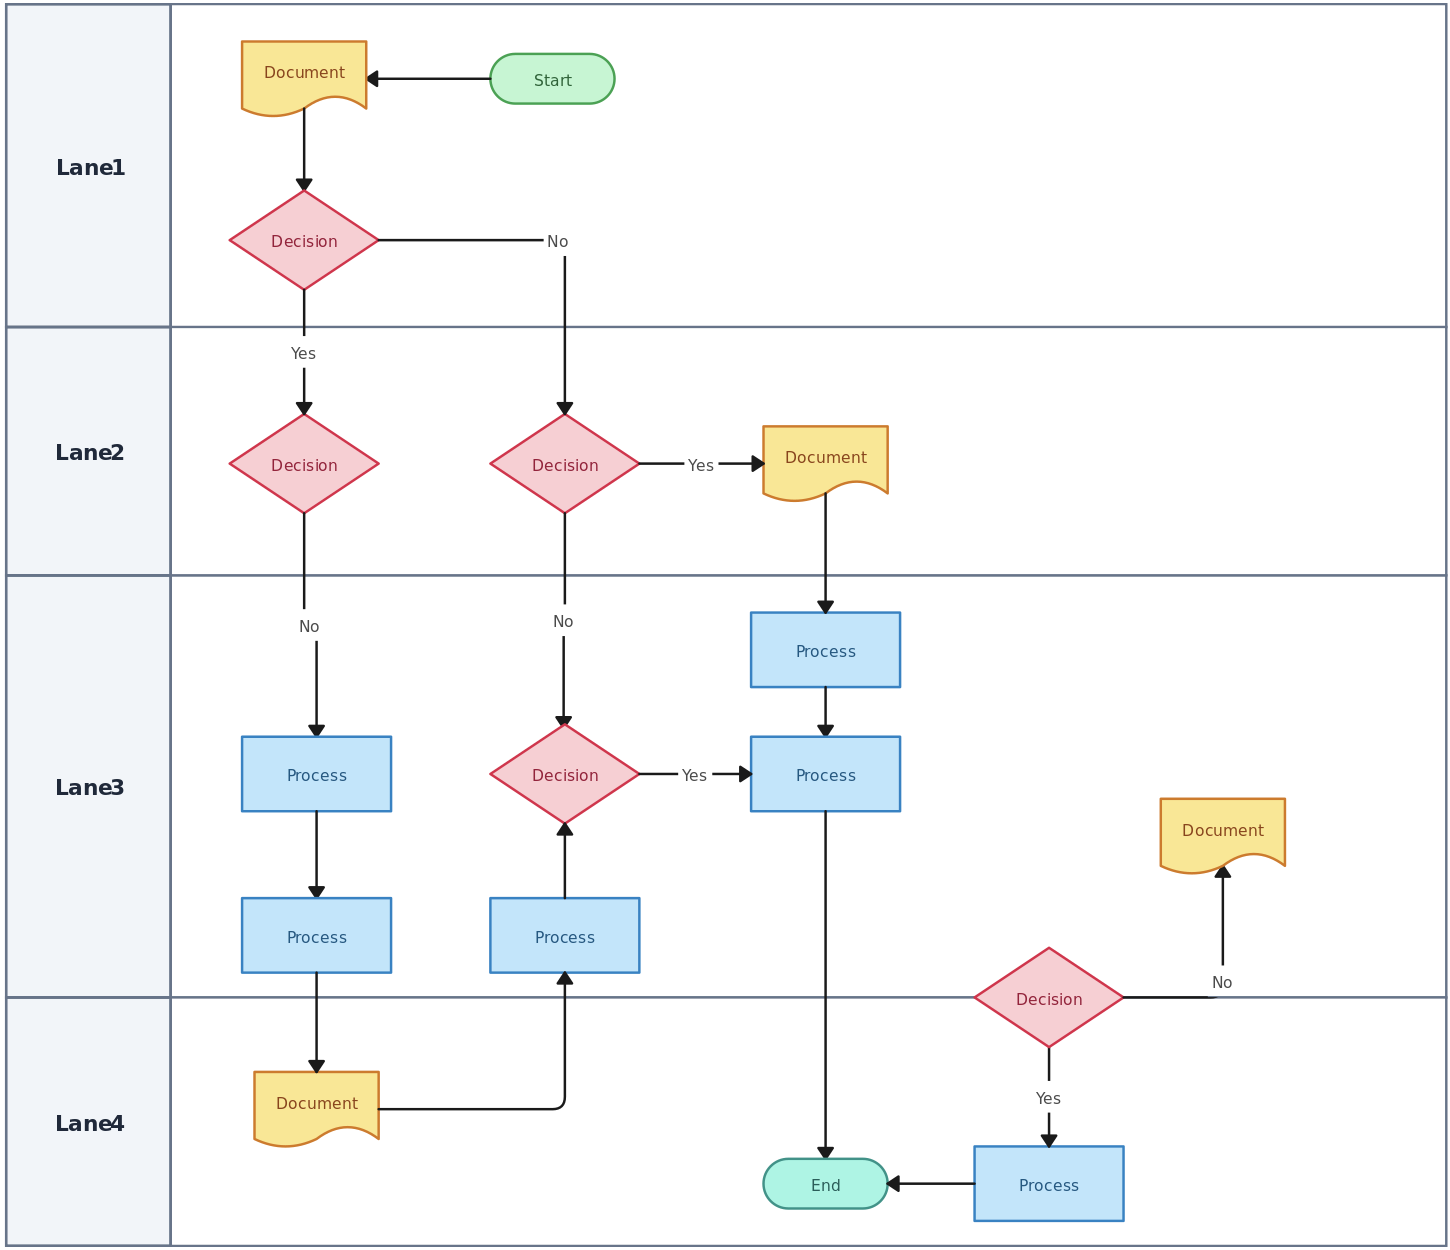 Lane1
Document
Start
Decision
No
Yes
Lane2
Decision
Decision
Yes
Document
No
No
Lane3
Process
Process
Decision
Yes
Process
Document
Process
Process
Decision
No
Lane4
Document
Yes
End
Process